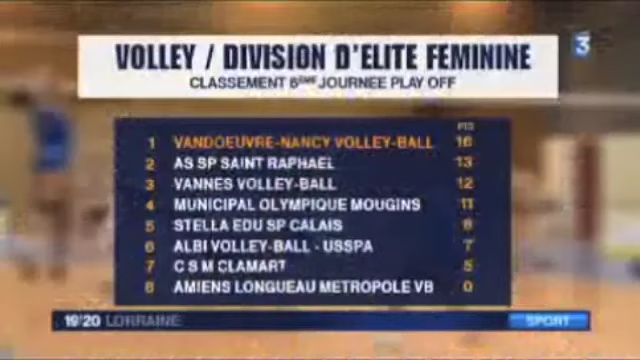 3
VOLLEY / DIVISION D'ELITE FEMININE
CLASSEMENT 6ÈME JOURNEE PLAY OFF
PTS
1 VANDOEUVRE-NANCY VOLLEY-BALL 16
2 AS SP SAINT RAPHAEL 13
3 VANNES VOLLEY-BALL 12
4 MUNICIPAL OLYMPIQUE MOUGINS 11
5 STELLA EDU SP CALAIS
6 ALBI VOLLEY-BALL - USSPA 7
7 C S M CLAMART 5
8 AMIENS LONGUEAU METROPOLE VB 0
19'20 LORRAINE SPORT